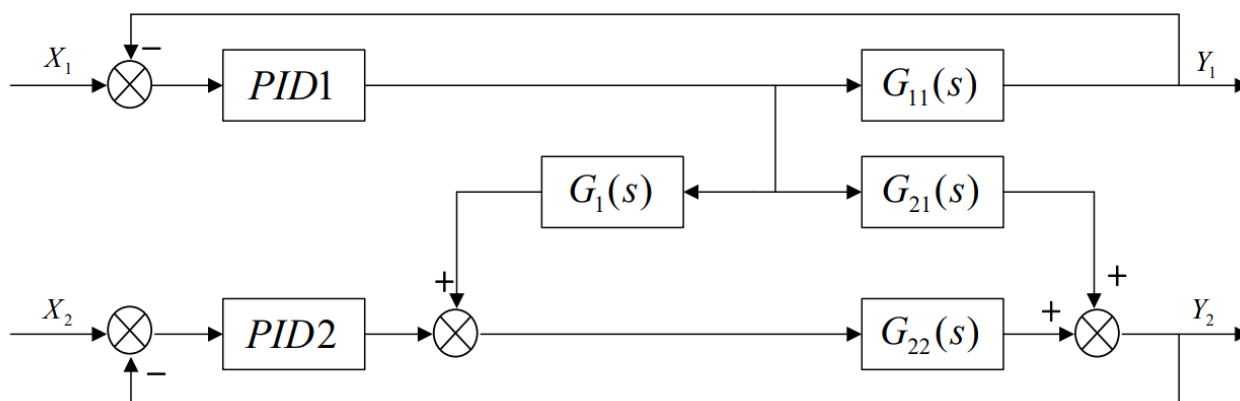 −
X₁ PID1 G₁₁(s) Y₁
G₁(s) G₂₁(s)
+ +
X₂ PID2 G₂₂(s) + Y₂
−